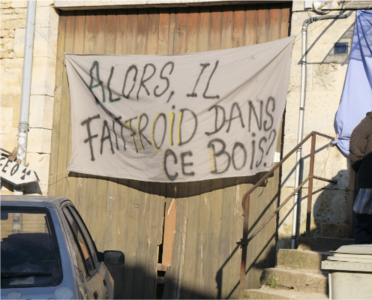 ALORS, IL
FAIT FROID DANS
CE BOIS?